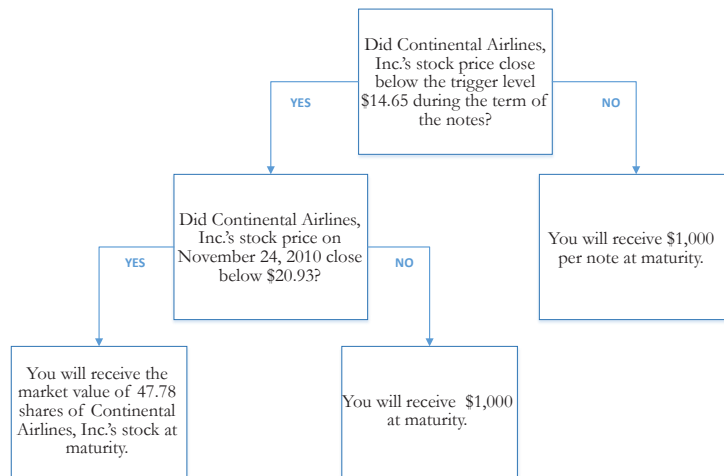 Did Continental Airlines,
Inc.'s stock price close
below the trigger level
$14.65 during the term of
the notes?
YES
NO
Did Continental Airlines,
Inc.'s stock price on
November 24, 2010 close
below $20.93?
You will receive $1,000
per note at maturity.
YES
NO
You will receive the
market value of 47.78
shares of Continental
Airlines, Inc.'s stock at
maturity.
You will receive $1,000
at maturity.